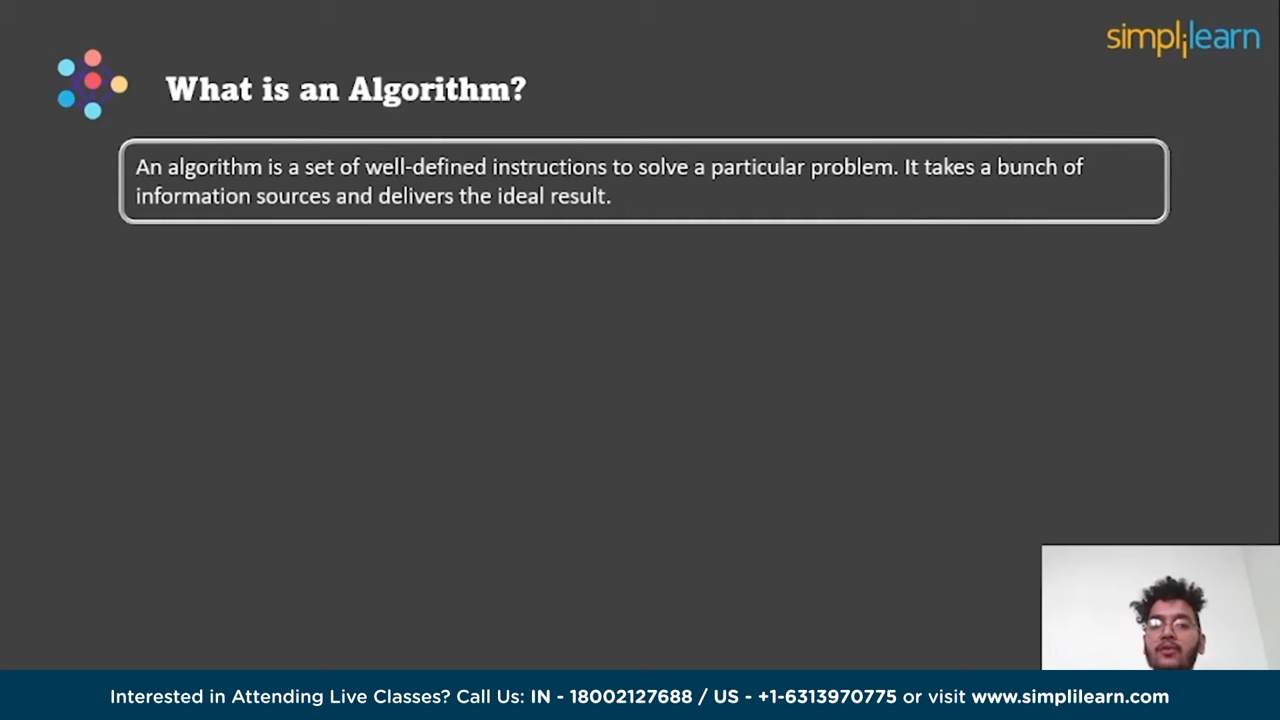 simplilearn
What is an Algorithm?
An algorithm is a set of well-defined instructions to solve a particular problem. It takes a bunch of
information sources and delivers the ideal result.
Interested in Attending Live Classes? Call Us: IN - 18002127688 / US - +1-6313970775 or visit www.simplilearn.com